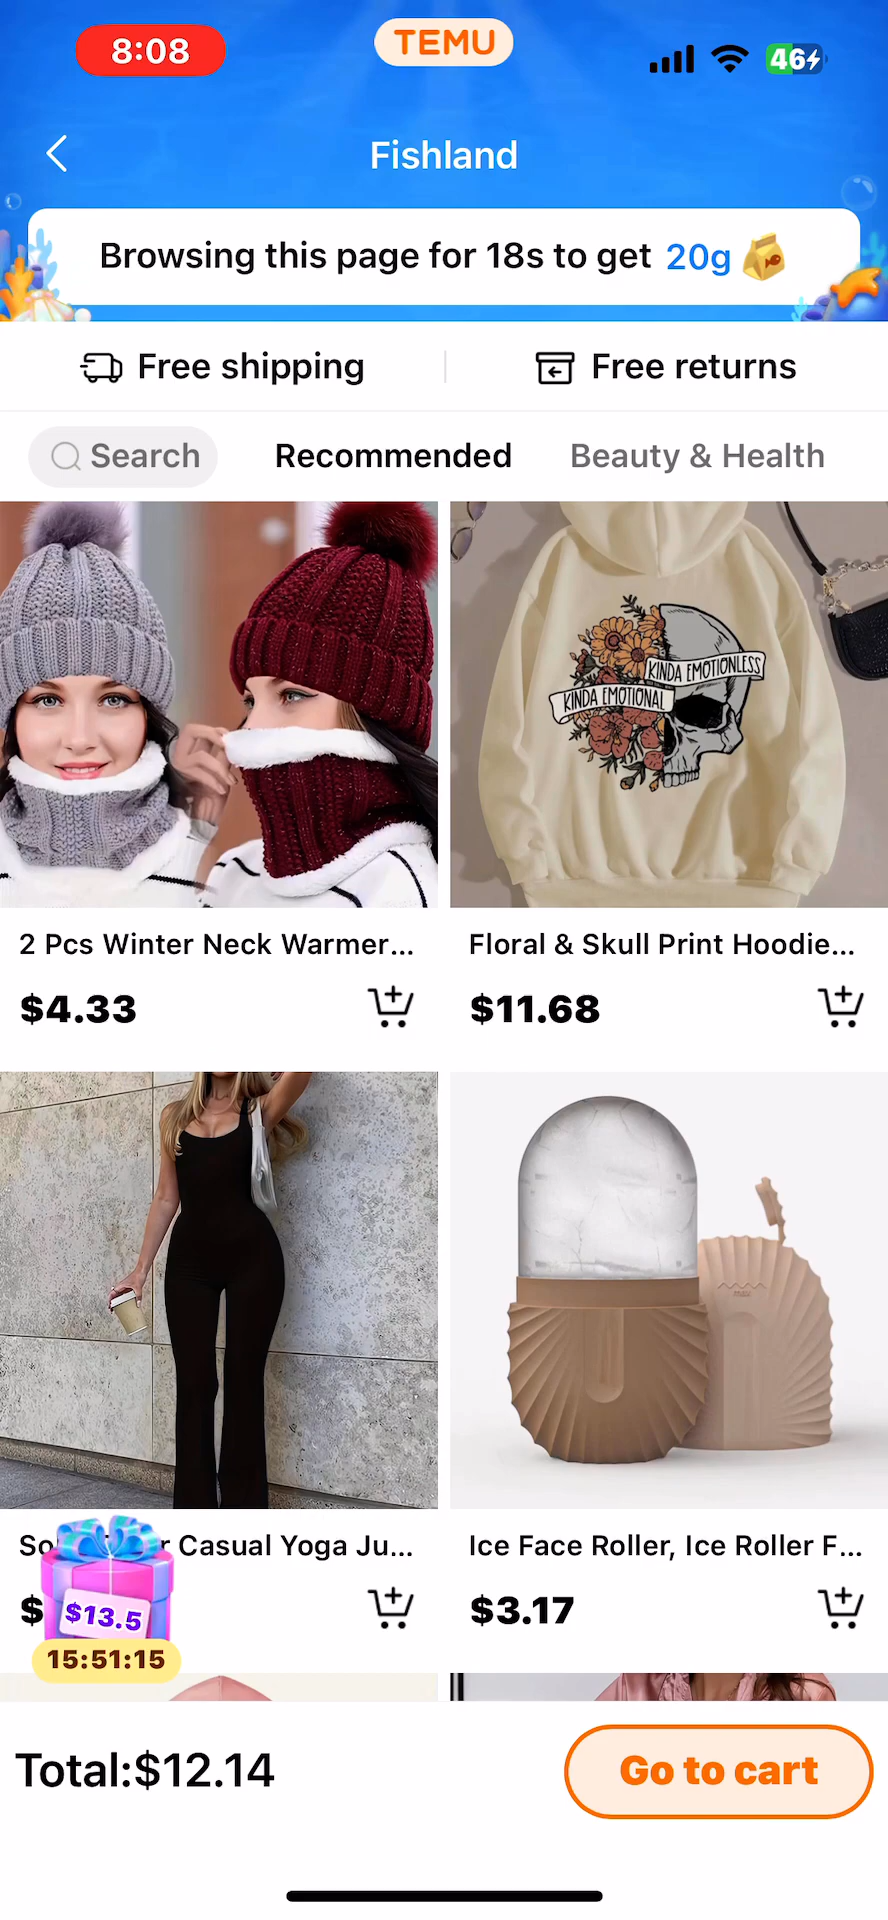 8:08
TEMU
46
Fishland
Browsing this page for 18s to get 20g
Free shipping
Free returns
Search
Recommended
Beauty & Health
KINDA EMOTIONLESS
KINDA EMOTIONAL
2 Pcs Winter Neck Warmer...
Floral & Skull Print Hoodie...
$4.33
$11.68
Casual Yoga Ju...
Ice Face Roller, Ice Roller F...
$
$13.5
$3.17
15:51:15
Total:$12.14
Go to cart